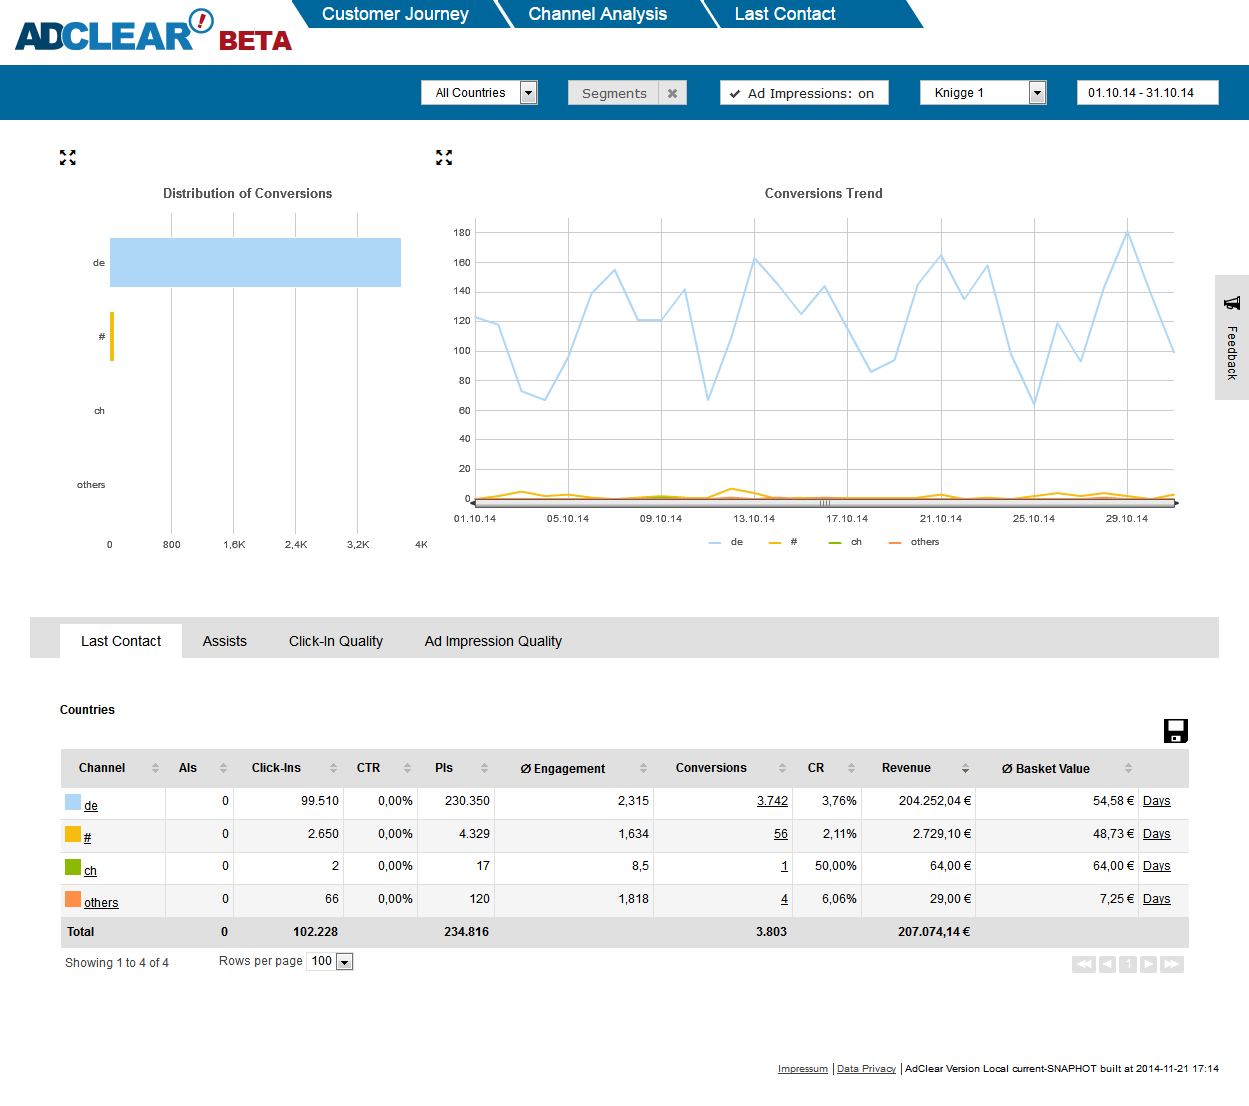 ADCLEAR! BETA
Customer Journey Channel Analysis Last Contact
All Countries Segments Ad Impressions: on Knigge 1 01.10.14 - 31.10.14
Distribution of Conversions
de
#
ch
others
0 800 1,6K 2,4K 3,2K 4K
Conversions Trend
180
160
140
120
100
80
60
40
20
0
01.10.14 05.10.14 09.10.14 13.10.14 17.10.14 21.10.14 25.10.14 29.10.14
de # ch others
Feedback
Last Contact Assists Click-In Quality Ad Impression Quality
Countries
Channel AIs Click-Ins CTR PIs Ø Engagement Conversions CR Revenue Ø Basket Value
de 0 99.510 0,00% 230.350 2,315 3.742 3,76% 204.252,04 € 54,58 € Days
# 0 2.650 0,00% 4.329 1,634 56 2,11% 2.729,10 € 48,73 € Days
ch 0 2 0,00% 17 8,5 1 50,00% 64,00 € 64,00 € Days
others 0 66 0,00% 120 1,818 4 6,06% 29,00 € 7,25 € Days
Total 0 102.228 234.816 3.803 207.074,14 €
Showing 1 to 4 of 4 Rows per page 100 1
Impressum | Data Privacy | AdClear Version Local current-SNAPHOT built at 2014-11-21 17:14